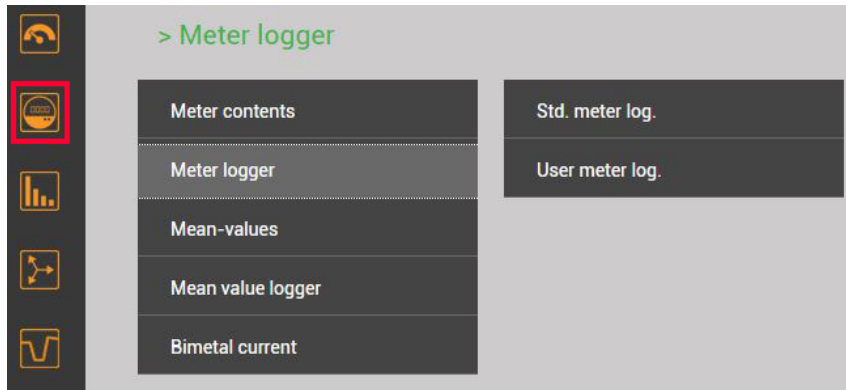 > Meter logger
Meter contents
Meter logger
Mean-values
Mean value logger
Bimetal current
Std. meter log.
User meter log.